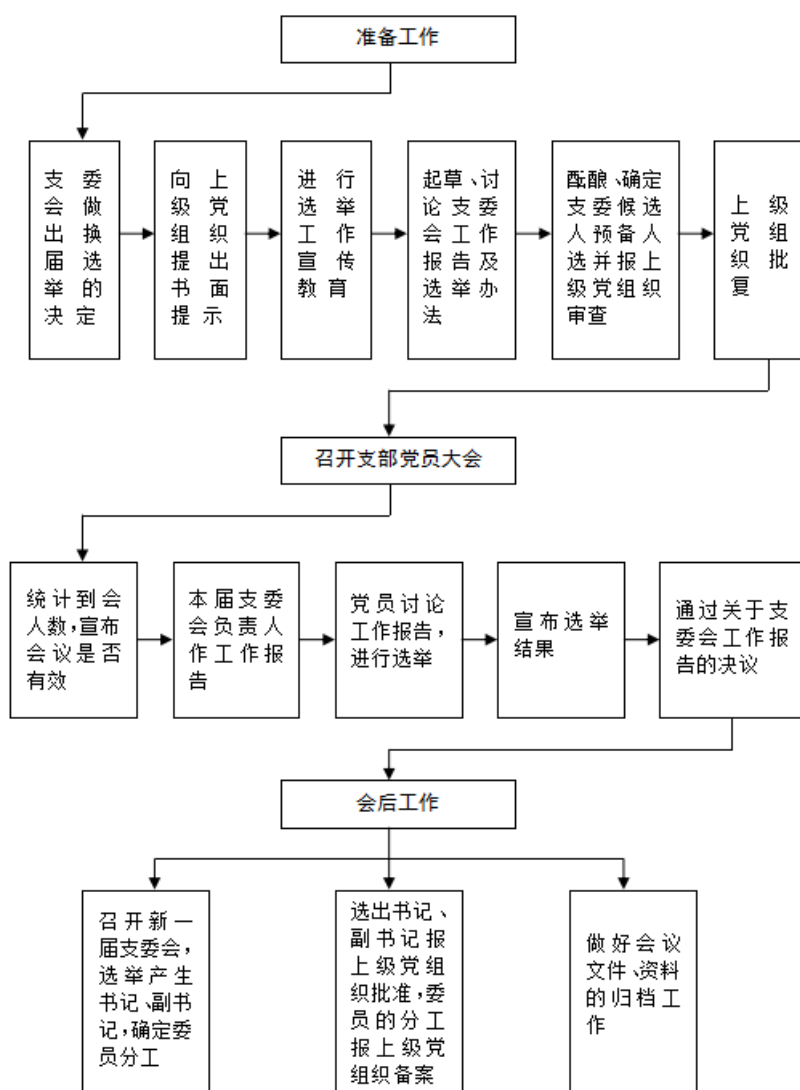 准备工作
支委
会做
出换
届选
举的
决定
向上
级党
组织
提出
书面
提示
进行
选举
工作
宣传
教育
起草、讨
论支委
会工作
报告及
选举办
法
酝酿、确定
支委候选
人预备人
选并报上
级党组织
审查
上级
党组
织批
复
召开支部党员大会
统计到会
人数，宣布
会议是否
有效
本届支委
会负责人
作工作报
告
党员讨论
工作报告，
进行选举
宣布选举
结果
通过关于支
委会工作报
告的决议
会后工作
召开新一
届支委会，
选举产生
书记、副书
记，确定委
员分工
选出书记、
副书记报
上级党组
织批准，委
员的分工
报上级党
组织备案
做好会议
文件、资料
的归档工
作